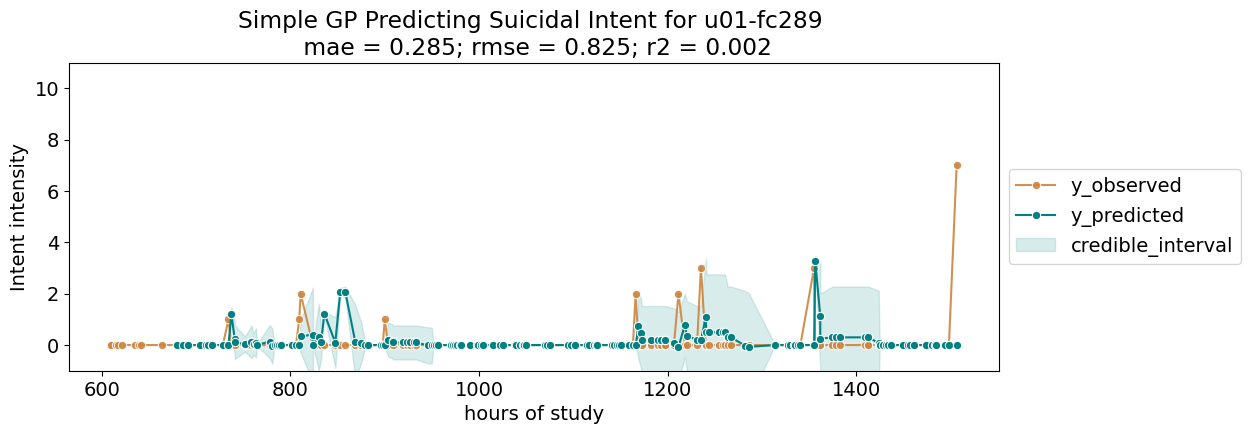 Simple GP Predicting Suicidal Intent for u01-fc289
mae = 0.285; rmse = 0.825; r2 = 0.002
Intent intensity
10
8
6
4
2
0
600
800
1000
1200
1400
hours of study
y_observed
y_predicted
credible_interval